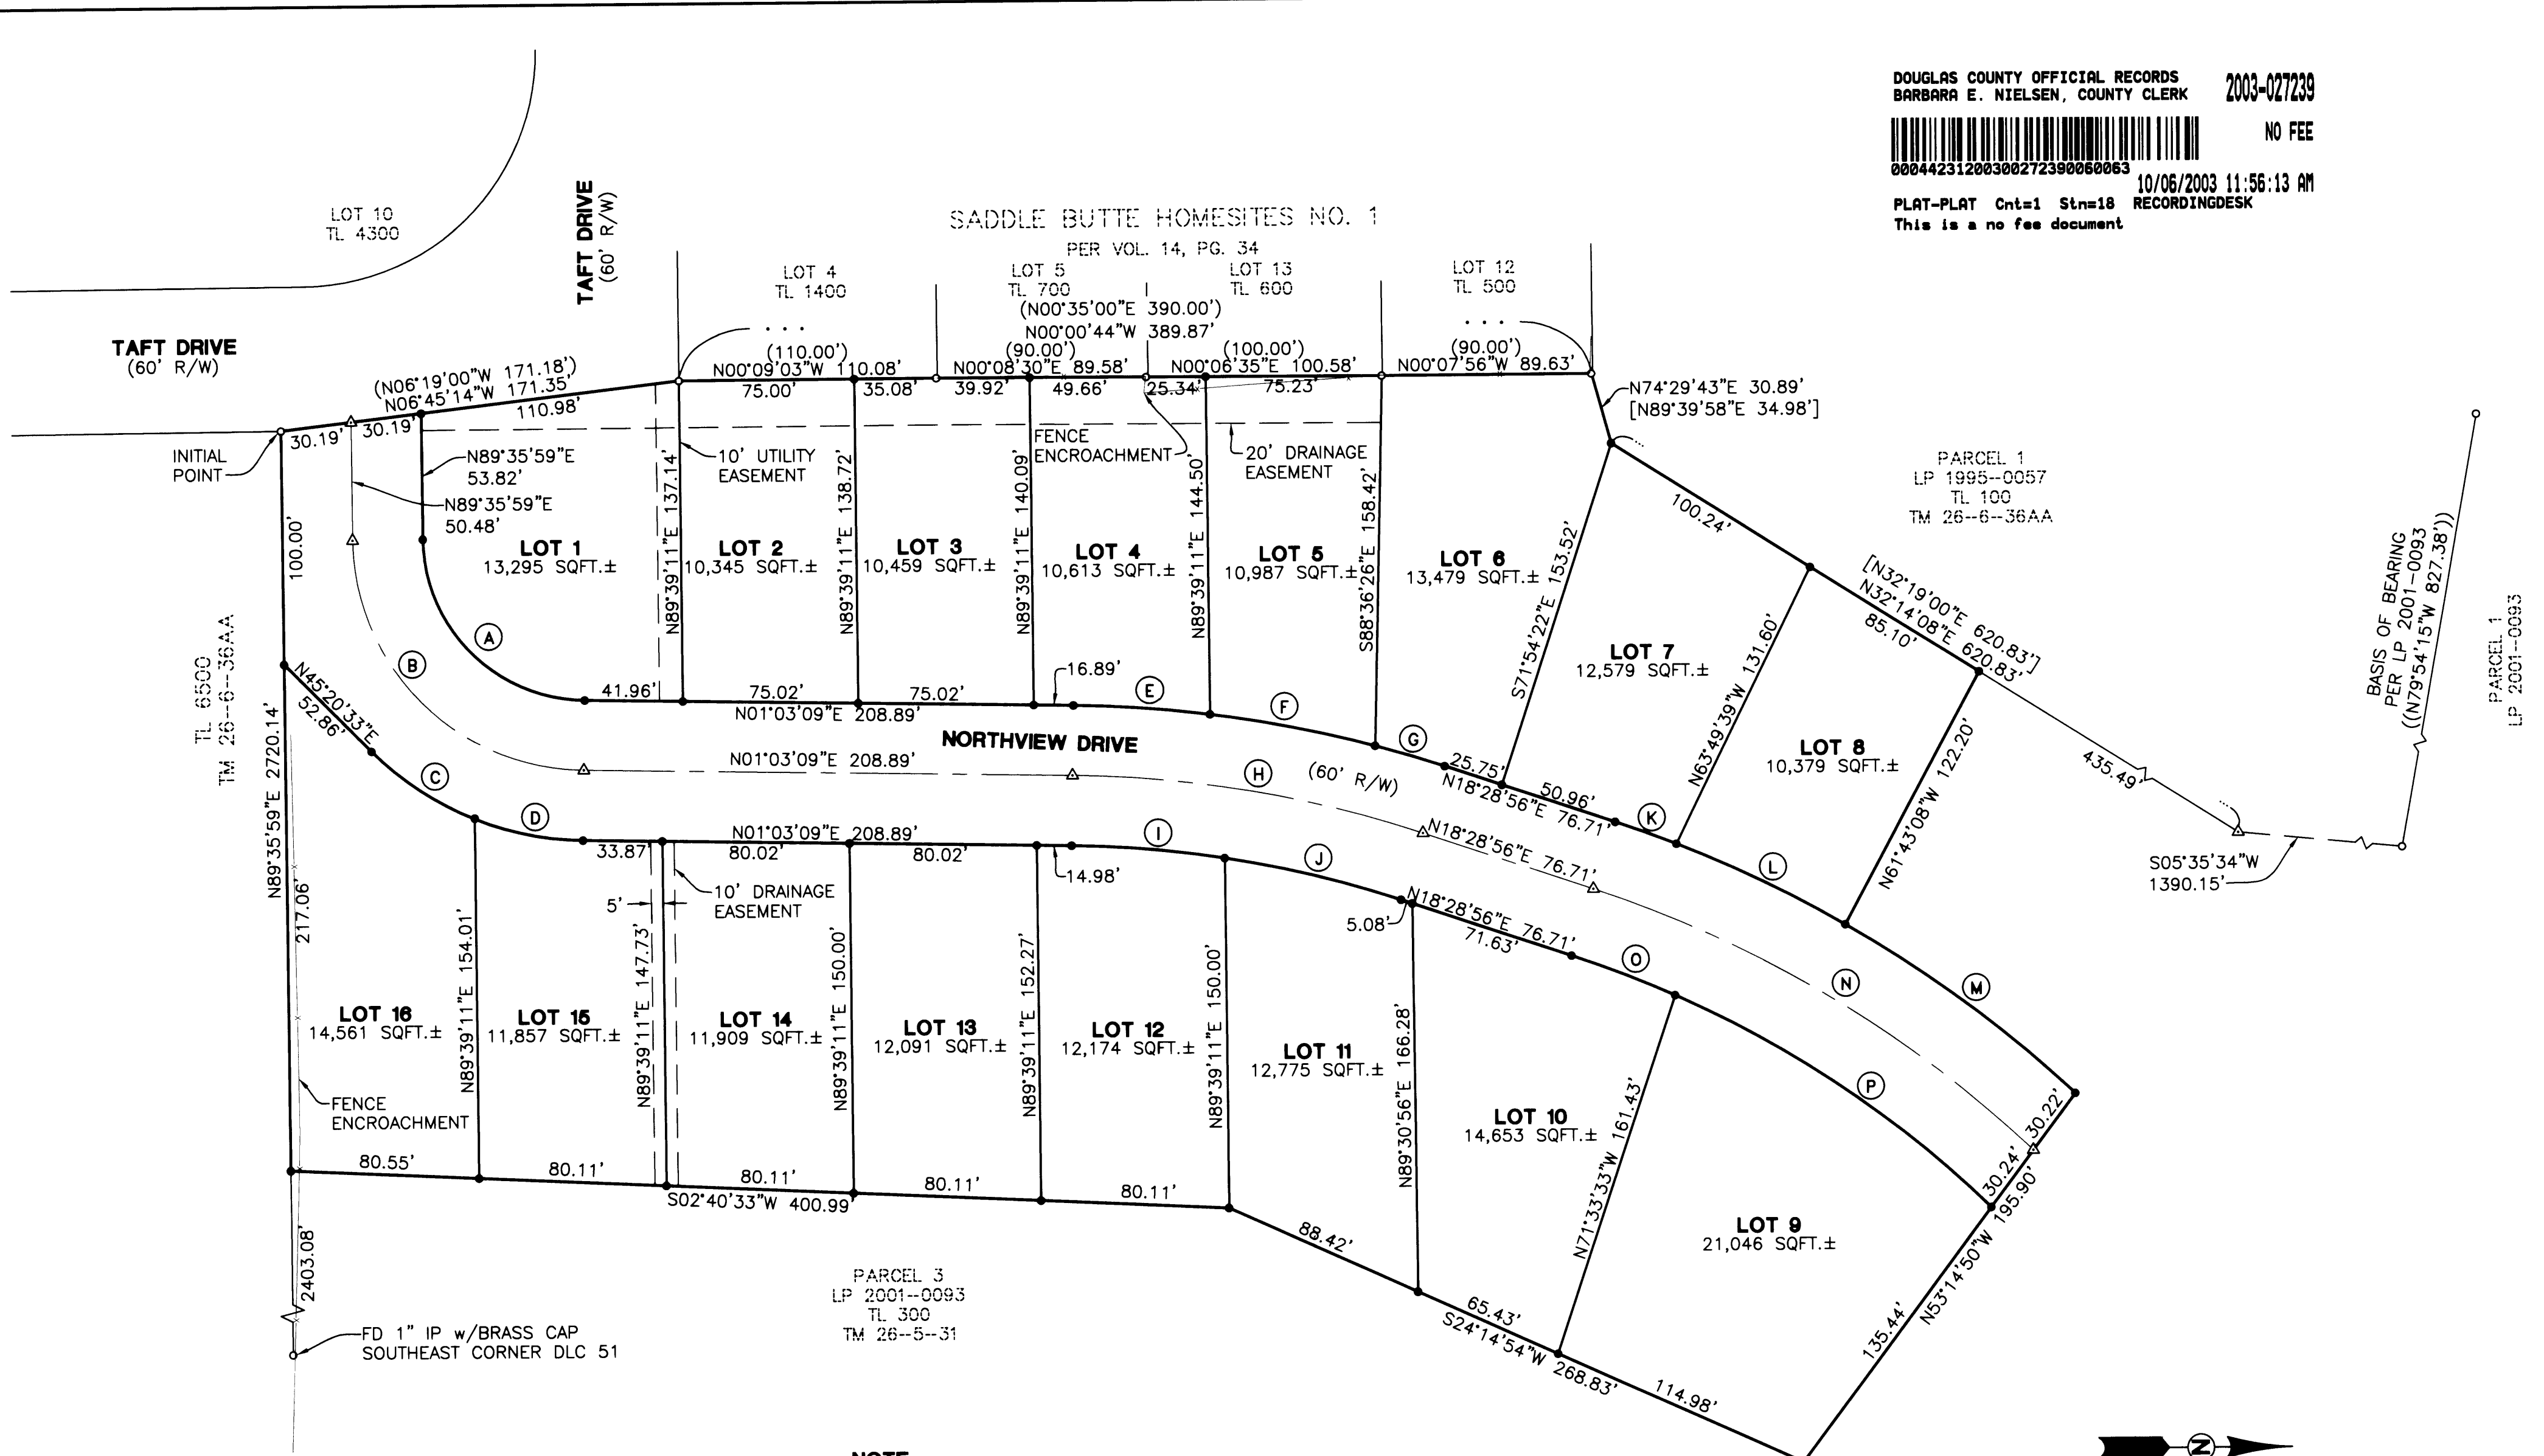 DOUGLAS COUNTY OFFICIAL RECORDS
BARBARA E. NIELSEN, COUNTY CLERK
2003-027239
NO FEE
00044231200300272390060063
10/06/2003 11:56:13 AM
PLAT-PLAT Cnt=1 Stn=18 RECORDINGDESK
This is a no fee document
LOT 10
TL 4300
TAFT DRIVE
(60' R/W)
SADDLE BUTTE HOMESITES NO. 1
PER VOL. 14, PG. 34
LOT 4
TL 1400
LOT 5
TL 700
LOT 13
TL 600
LOT 12
TL 500
(N00°35'00"E 390.00')
N00°00'44"W 389.87'
TAFT DRIVE
(60' R/W)
(N06°19'00"W 171.18')
N06°45'14"W 171.35'
110.98'
30.19'
30.19'
INITIAL
POINT
(110.00')
N00°09'03"W 110.08'
75.00'
35.08'
(90.00')
N00°08'30"E 89.58'
39.92'
49.66'
(100.00')
N00°06'35"E 100.58'
25.34'
75.23'
(90.00')
N00°07'56"W 89.63'
N74°29'43"E 30.89'
[N89°39'58"E 34.98']
N89°35'59"E
53.82'
N89°35'59"E
50.48'
10' UTILITY
EASEMENT
FENCE
ENCROACHMENT
20' DRAINAGE
EASEMENT
PARCEL 1
LP 1995--0057
TL 100
TM 26--6--36AA
BASIS OF BEARING
PER LP 2001-0093
((N79°54'15"W 827.38'))
PARCEL 1
LP 2001--0093
100.00'
LOT 1
13,295 SQFT.±
N89°39'11"E 137.14'
LOT 2
10,345 SQFT.±
N89°39'11"E 138.72'
LOT 3
10,459 SQFT.±
N89°39'11"E 140.09'
LOT 4
10,613 SQFT.±
N89°39'11"E 144.50'
LOT 5
10,987 SQFT.±
S88°36'26"E 158.42'
LOT 6
13,479 SQFT.±
S71°54'22"E 153.52'
100.24'
LOT 7
12,579 SQFT.±
N63°49'39"W 131.60'
[N32°19'00"E 620.83']
N32°14'08"E 620.83'
85.10'
LOT 8
10,379 SQFT.±
N61°43'08"W 122.20'
435.49'
S05°35'34"W
1390.15'
TL 6500
TM 26--6--36AA
A
B
N45°20'33"E
52.86'
C
D
41.96'
75.02'
75.02'
N01°03'09"E 208.89'
16.89'
E
F
G
25.75'
N18°28'56"E 76.71'
50.96'
K
L
M
NORTHVIEW DRIVE
(60' R/W)
N01°03'09"E 208.89'
H
N18°28'56"E 76.71'
N
N89°35'59"E 2720.14'
217.06'
33.87'
N01°03'09"E 208.89'
80.02'
80.02'
14.98'
I
J
5.08'
N18°28'56"E 76.71'
71.63'
O
P
30.22'
30.24'
N53°14'50"W 195.90'
135.44'
5'
10' DRAINAGE
EASEMENT
LOT 16
14,561 SQFT.±
N89°39'11"E 154.01'
LOT 15
11,857 SQFT.±
N89°39'11"E 147.73'
LOT 14
11,909 SQFT.±
N89°39'11"E 150.00'
LOT 13
12,091 SQFT.±
N89°39'11"E 152.27'
LOT 12
12,174 SQFT.±
N89°39'11"E 150.00'
LOT 11
12,775 SQFT.±
N89°30'56"E 166.28'
LOT 10
14,653 SQFT.±
N71°33'33"W 161.43'
LOT 9
21,046 SQFT.±
FENCE
ENCROACHMENT
80.55'
80.11'
80.11'
80.11'
80.11'
S02°40'33"W 400.99'
88.42'
65.43'
S24°14'54"W 268.83'
114.98'
2403.08'
FD 1" IP w/BRASS CAP
SOUTHEAST CORNER DLC 51
PARCEL 3
LP 2001--0093
TL 300
TM 26--5--31
NOTE
N